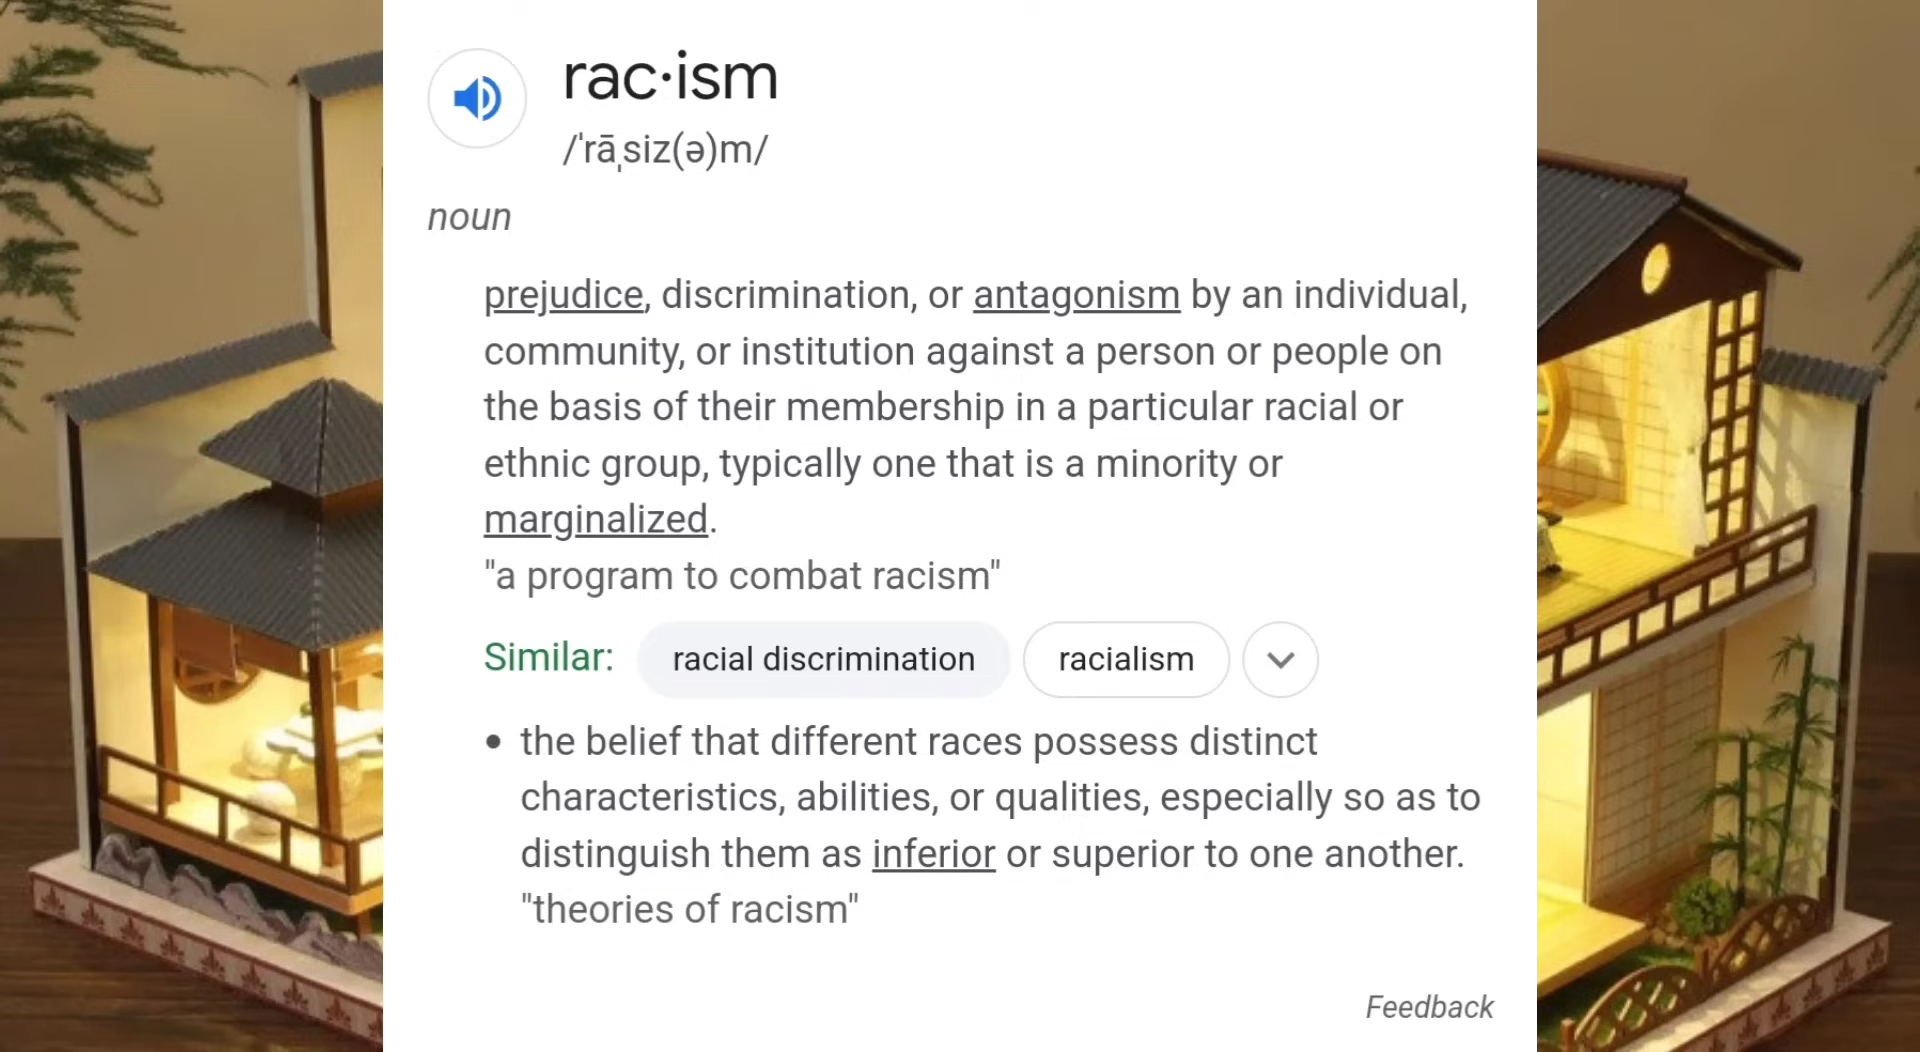 rac·ism
/ˈrāˌsiz(ə)m/
noun
prejudice, discrimination, or antagonism by an individual,
community, or institution against a person or people on
the basis of their membership in a particular racial or
ethnic group, typically one that is a minority or
marginalized.
"a program to combat racism"
Similar: racial discrimination racialism
• the belief that different races possess distinct
characteristics, abilities, or qualities, especially so as to
distinguish them as inferior or superior to one another.
"theories of racism"
Feedback